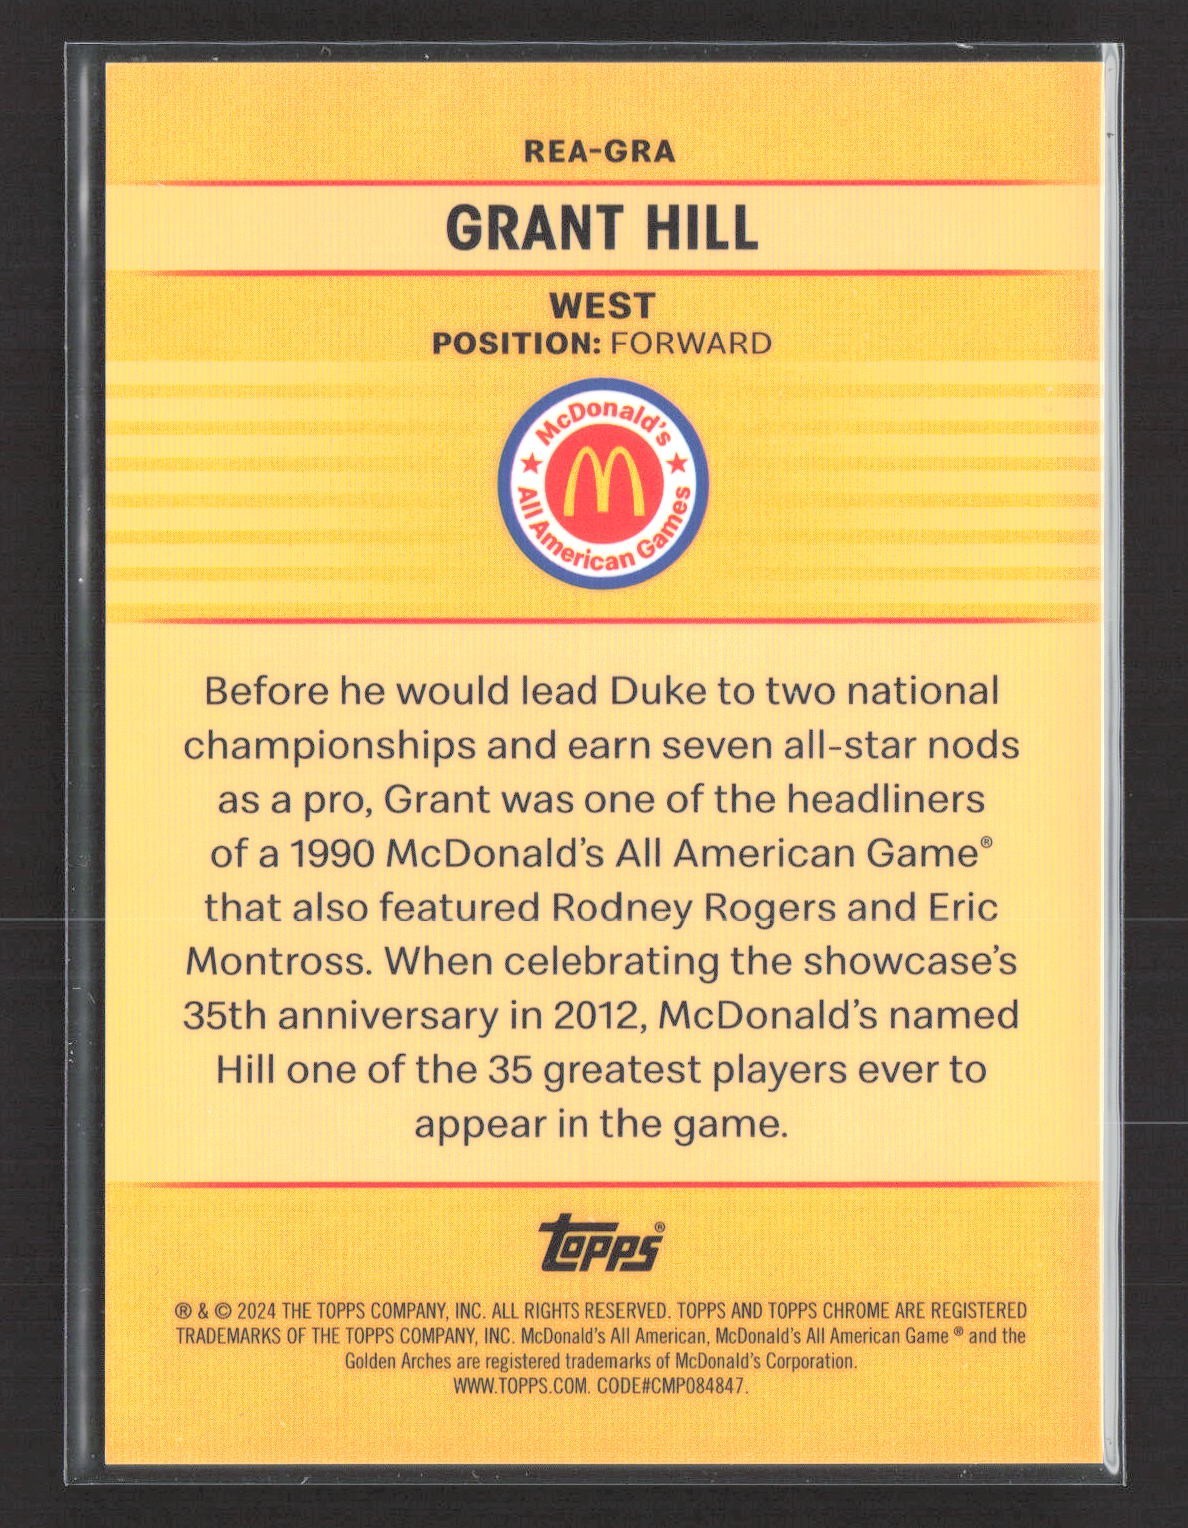 REA-GRA
GRANT HILL
WEST
POSITION: FORWARD
McDonald's
All American Games
Before he would lead Duke to two national
championships and earn seven all-star nods
as a pro, Grant was one of the headliners
of a 1990 McDonald's All American Game®
that also featured Rodney Rogers and Eric
Montross. When celebrating the showcase's
35th anniversary in 2012, McDonald's named
Hill one of the 35 greatest players ever to
appear in the game.
topps®
® & © 2024 THE TOPPS COMPANY, INC. ALL RIGHTS RESERVED. TOPPS AND TOPPS CHROME ARE REGISTERED
TRADEMARKS OF THE TOPPS COMPANY, INC. McDonald's All American, McDonald's All American Game ® and the
Golden Arches are registered trademarks of McDonald's Corporation.
WWW.TOPPS.COM. CODE#CMP084847.